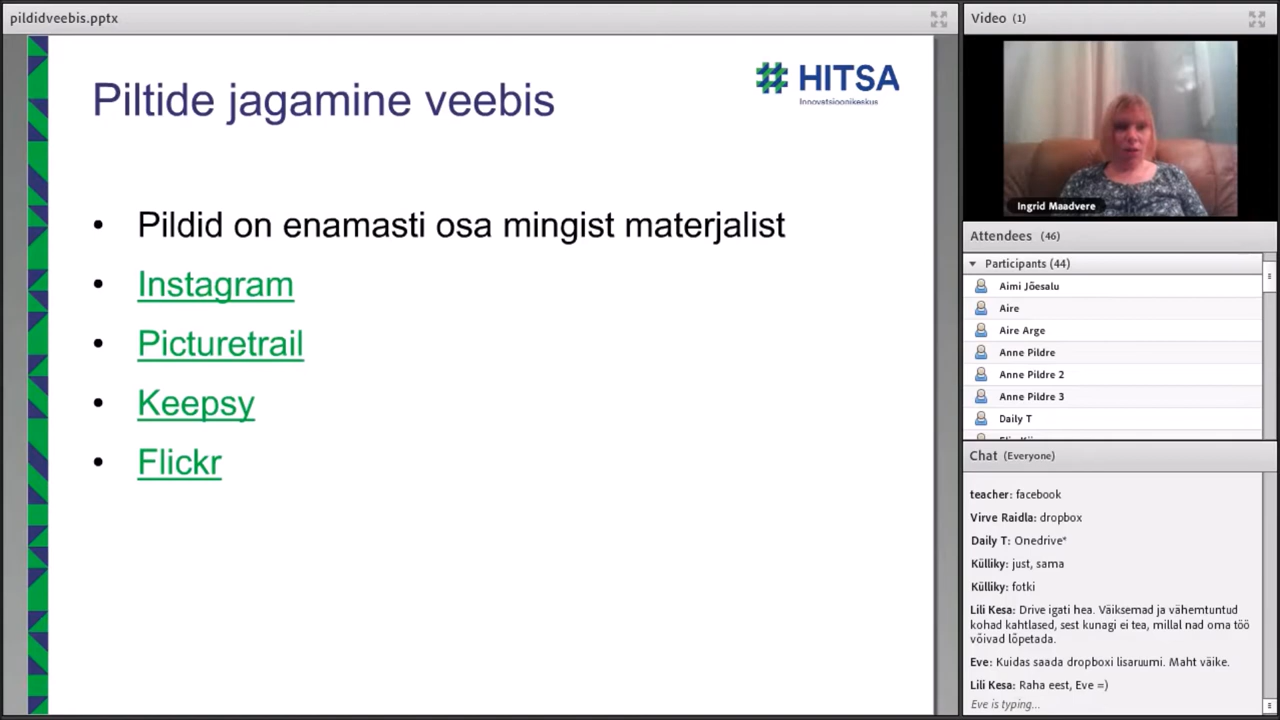 pildidveebis.pptx
Piltide jagamine veebis
HITSA
Innovatsioonikeskus
• Pildid on enamasti osa mingist materjalist
• Instagram
• Picturetrail
• Keepsy
• Flickr
Video (1)
Ingrid Maadvere
Attendees (46)
Participants (44)
Aimi Jõesalu
Aire
Aire Arge
Anne Pildre
Anne Pildre 2
Anne Pildre 3
Daily T
Chat (Everyone)
teacher: facebook
Virve Raidla: dropbox
Daily T: Onedrive*
Külliky: just, sama
Külliky: fotki
Lili Kesa: Drive igati hea. Väiksemad ja vähemtuntud
kohad kahtlased, sest kunagi ei tea, millal nad oma töö
võivad lõpetada.
Eve: Kuidas saada dropboxi lisaruumi. Maht väike.
Lili Kesa: Raha eest, Eve =)
Eve is typing...